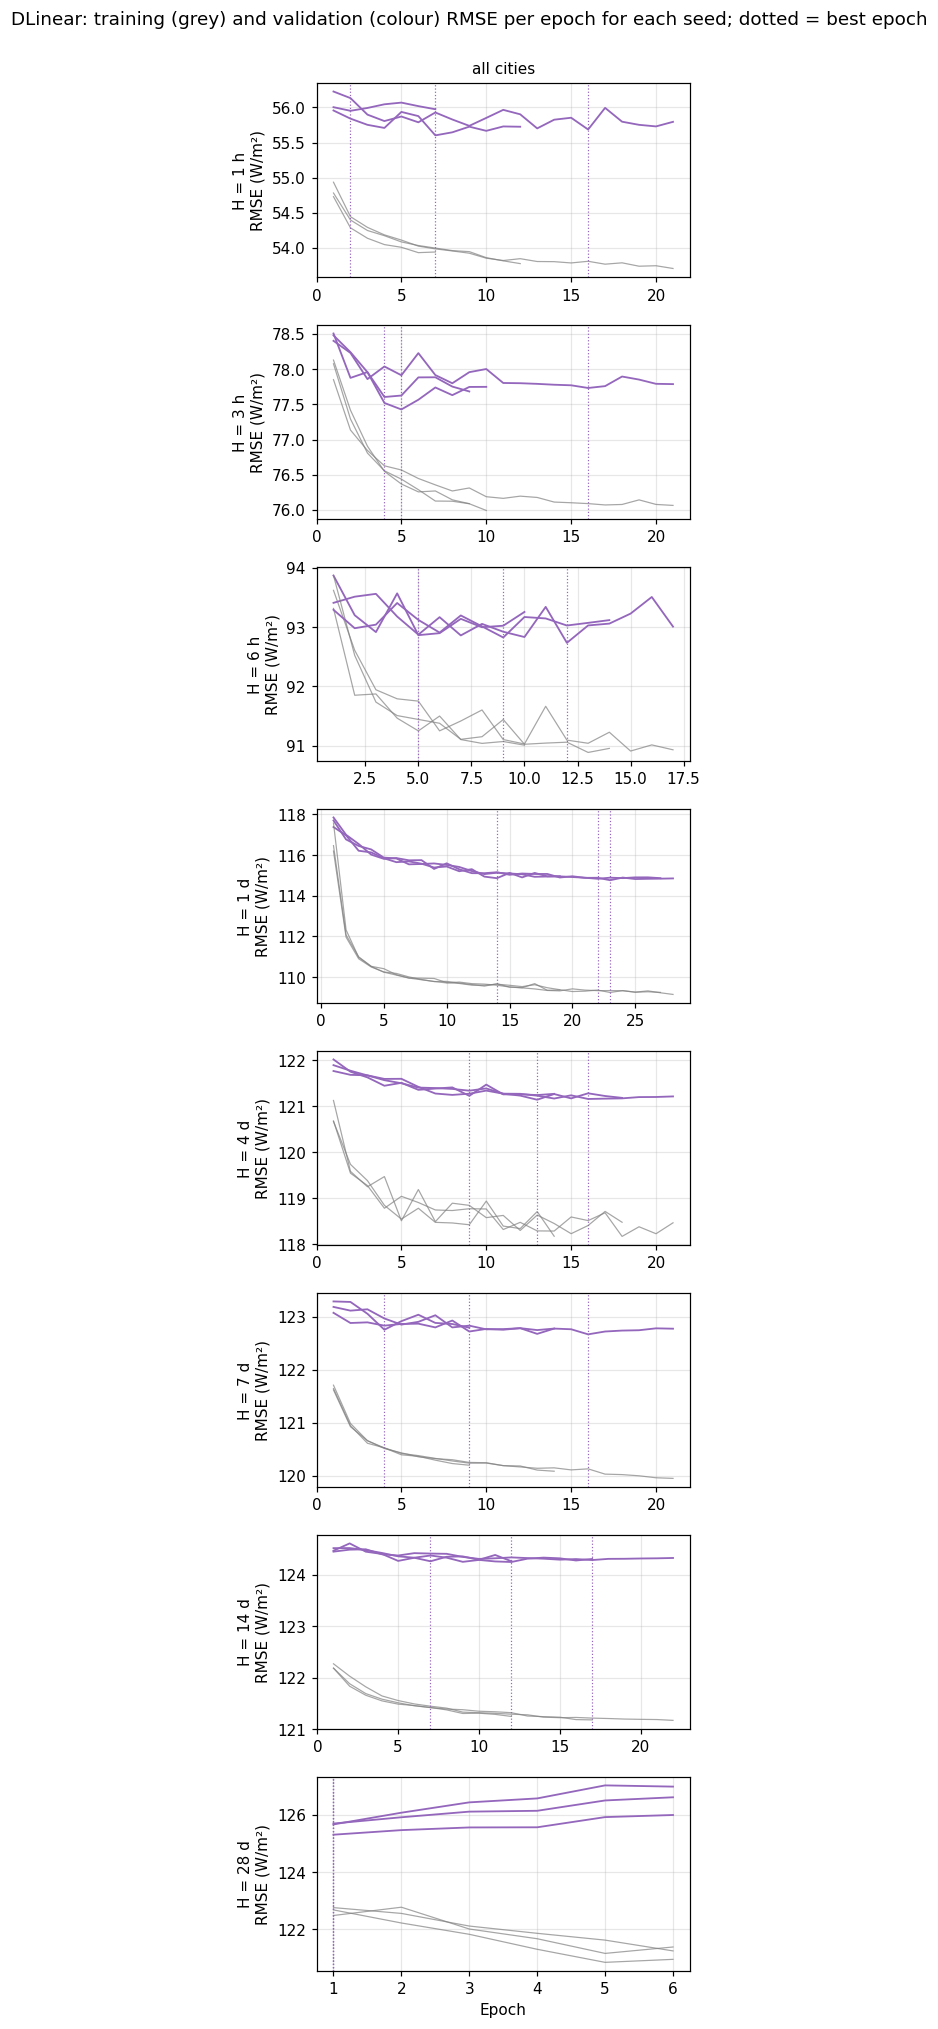 DLinear: training (grey) and validation (colour) RMSE per epoch for each seed; dotted = best epoch
all cities
H = 1 h
RMSE (W/m²)
56.0
55.5
55.0
54.5
54.0
0 5 10 15 20
H = 3 h
RMSE (W/m²)
78.5
78.0
77.5
77.0
76.5
76.0
0 5 10 15 20
H = 6 h
RMSE (W/m²)
94
93
92
91
2.5 5.0 7.5 10.0 12.5 15.0 17.5
H = 1 d
RMSE (W/m²)
118
116
114
112
110
0 5 10 15 20 25
H = 4 d
RMSE (W/m²)
122
121
120
119
118
0 5 10 15 20
H = 7 d
RMSE (W/m²)
123
122
121
120
0 5 10 15 20
H = 14 d
RMSE (W/m²)
124
123
122
121
0 5 10 15 20
H = 28 d
RMSE (W/m²)
126
124
122
1 2 3 4 5 6
Epoch